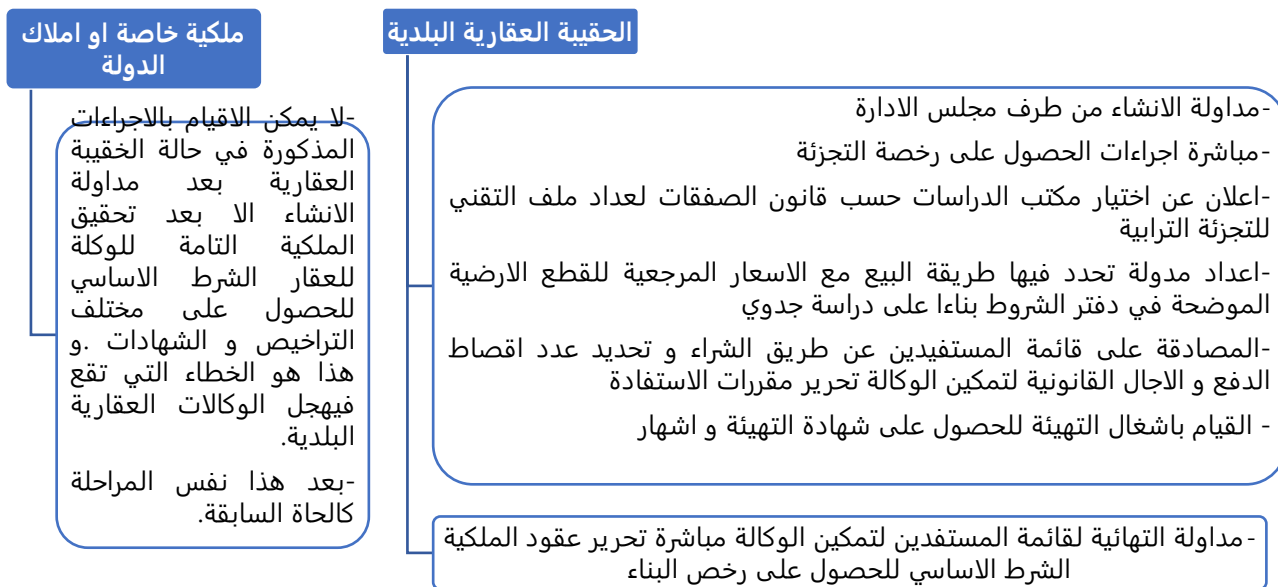 الحقيبة العقارية البلدية
-مداولة الانشاء من طرف مجلس الادارة
-مباشرة اجراءات الحصول على رخصة التجزئة
-اعلان عن اختيار مكتب الدراسات حسب قانون الصفقات لعداد ملف التقني
للتجزئة الترابية
-اعداد مدولة تحدد فيها طريقة البيع مع الاسعار المرجعية للقطع الارضية
الموضحة في دفتر الشروط بناءا على دراسة جدوي
-المصادقة على قائمة المستفيدين عن طريق الشراء و تحديد عدد اقصاط
الدفع و الاجال القانونية لتمكين الوكالة تحرير مقررات الاستفادة
- القيام باشغال التهيئة للحصول على شهادة التهيئة و اشهار
-مداولة التهائية لقائمة المستفدين لتمكين الوكالة مباشرة تحرير عقود الملكية
الشرط الاساسي للحصول على رخص البناء
ملكية خاصة او املاك
الدولة
-لا يمكن الاقيام بالاجراءات
المذكورة في حالة الخقيبة
العقارية بعد مداولة
الانشاء الا بعد تحقيق
الملكية التامة للوكلة
للعقار الشرط الاساسي
للحصول على مختلف
التراخيص و الشهادات .و
هذا هو الخطاء التي تقع
فيهجل الوكالات العقارية
البلدية.
-بعد هذا نفس المراحلة
كالحاة السابقة.